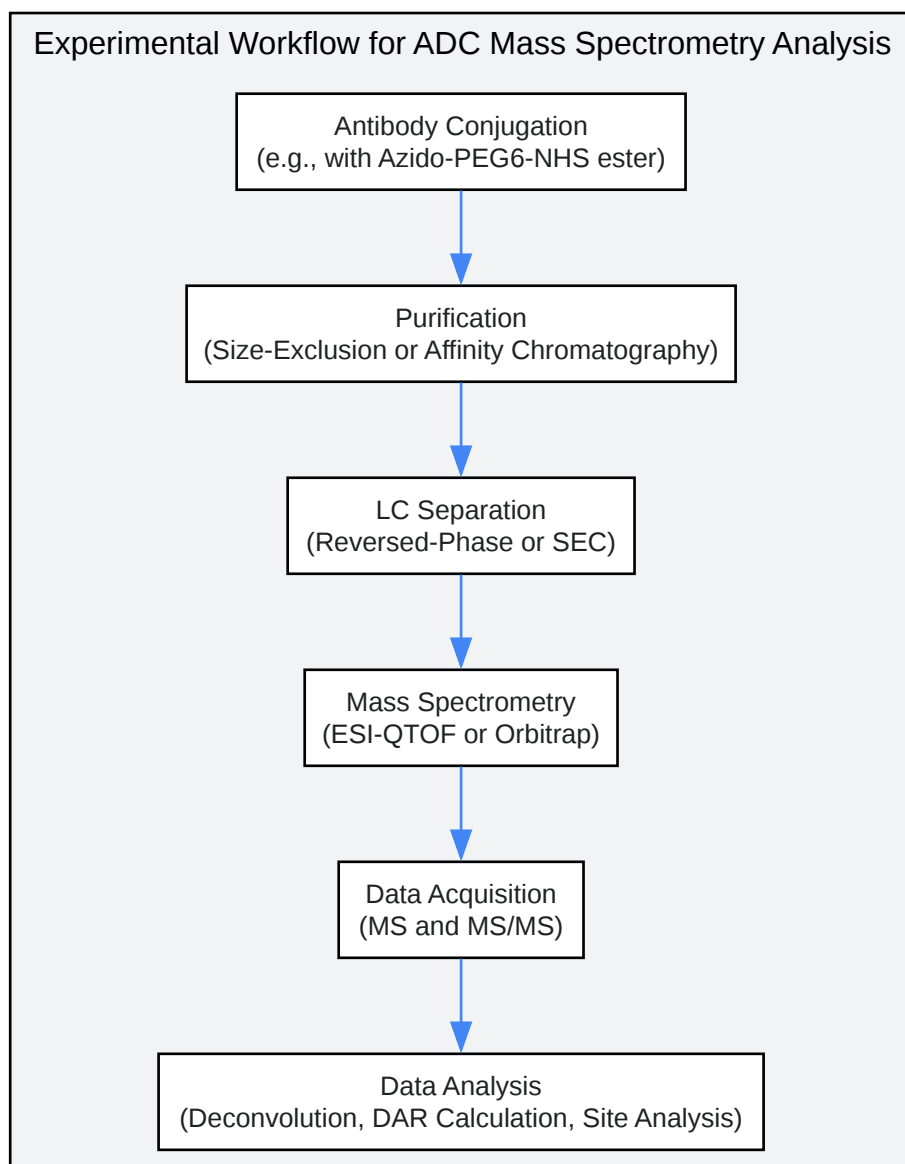 Experimental Workflow for ADC Mass Spectrometry Analysis
Antibody Conjugation
(e.g., with Azido-PEG6-NHS ester)
Purification
(Size-Exclusion or Affinity Chromatography)
LC Separation
(Reversed-Phase or SEC)
Mass Spectrometry
(ESI-QTOF or Orbitrap)
Data Acquisition
(MS and MS/MS)
Data Analysis
(Deconvolution, DAR Calculation, Site Analysis)